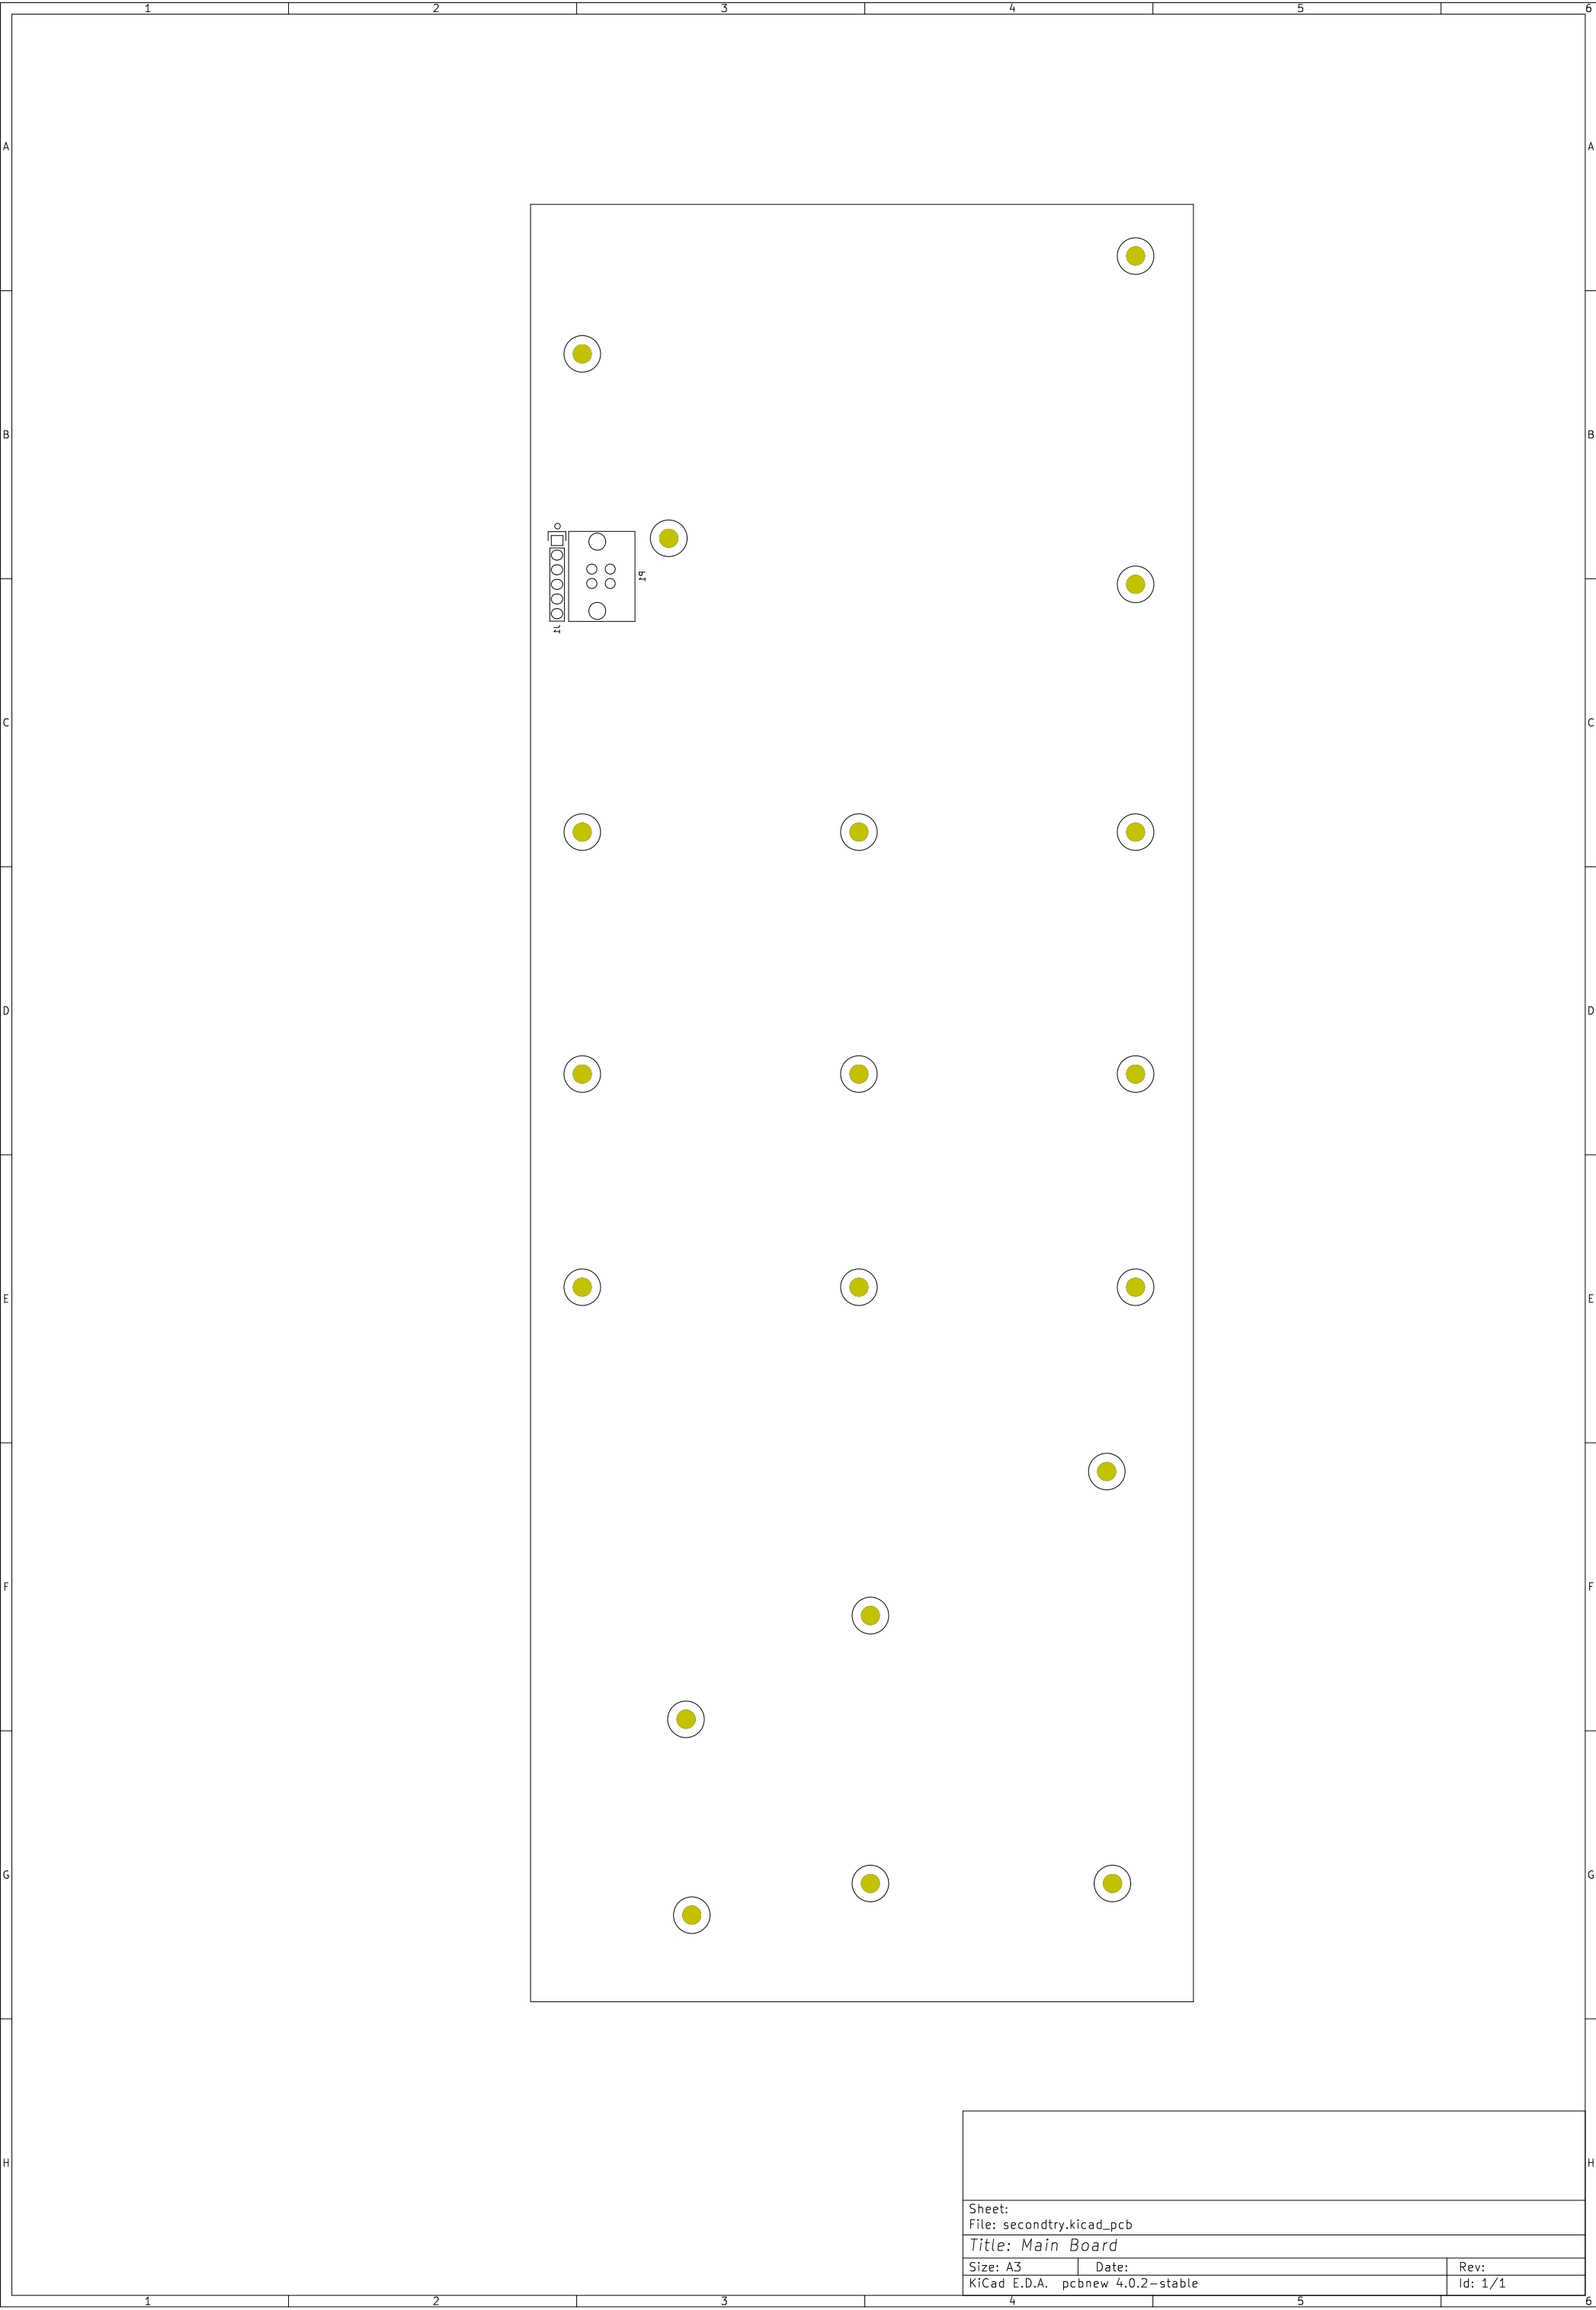 1 2 3 4 5 6
A A
B B
P1
J1
C C
D D
E E
F F
G G
H H
Sheet:
File: secondtry.kicad_pcb
Title: Main Board
Size: A3 Date: Rev:
KiCad E.D.A. pcbnew 4.0.2-stable Id: 1/1
1 2 3 4 5 6